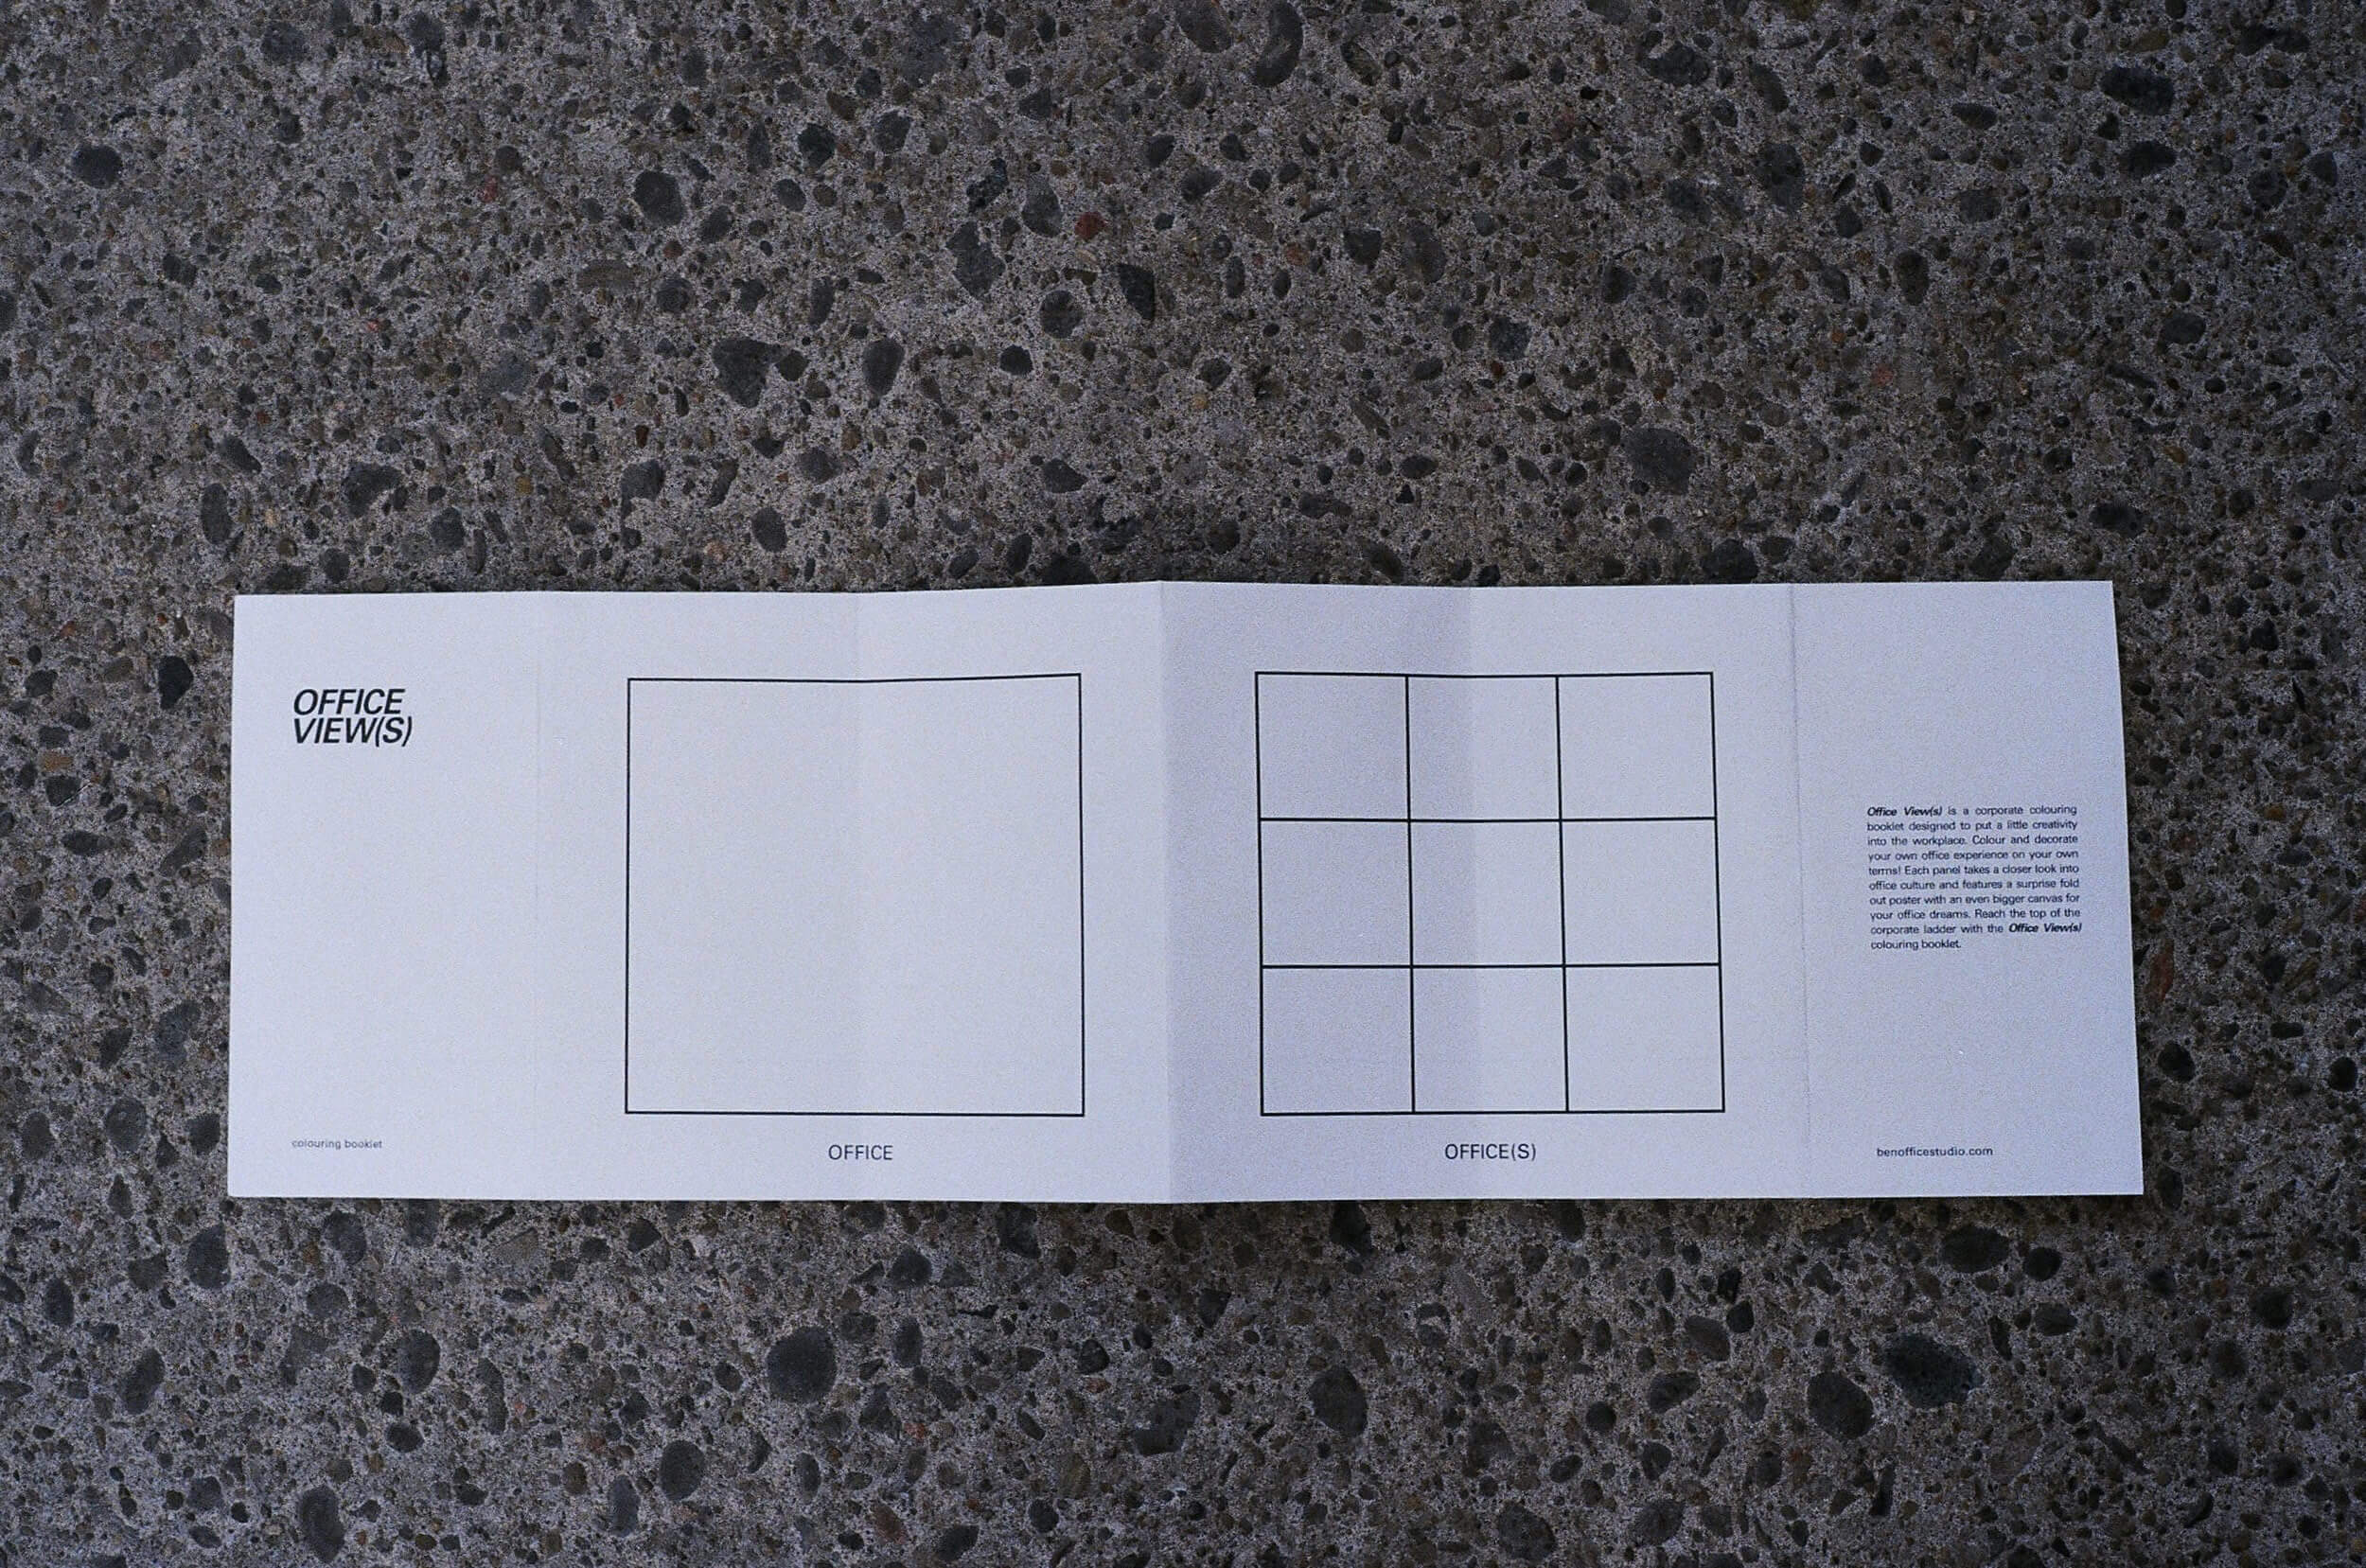 OFFICE
VIEW(S)
colouring booklet
OFFICE
OFFICE(S)
Office View(s) is a corporate colouring
booklet designed to put a little creativity
into the workplace. Colour and decorate
your own office experience on your own
terms! Each panel takes a closer look into
office culture and features a surprise fold
out poster with an even bigger canvas for
your office dreams. Reach the top of the
corporate ladder with the Office View(s)
colouring booklet.
benofficestudio.com